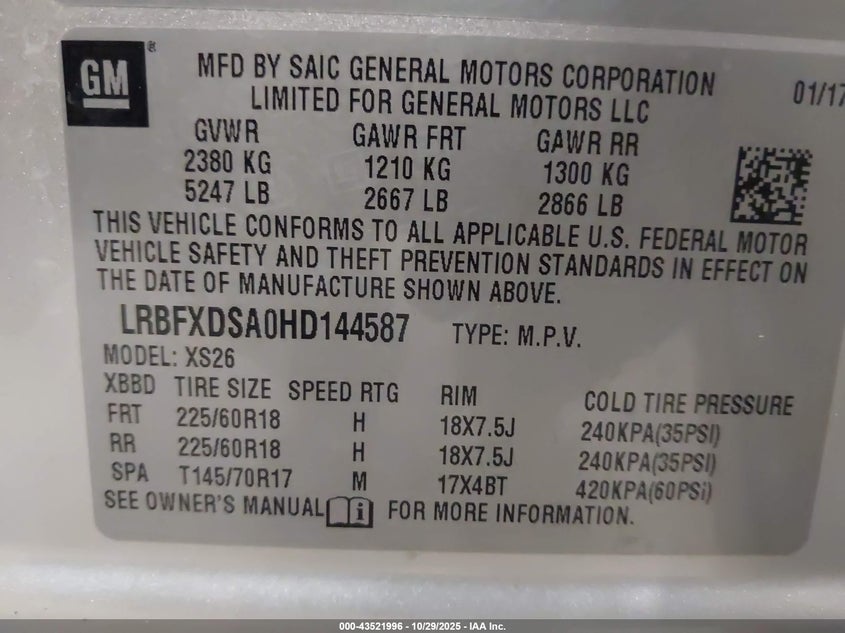 GM ®
MFD BY SAIC GENERAL MOTORS CORPORATION
LIMITED FOR GENERAL MOTORS LLC
01/17
GVWR GAWR FRT GAWR RR
2380 KG 1210 KG 1300 KG
5247 LB 2667 LB 2866 LB
THIS VEHICLE CONFORMS TO ALL APPLICABLE U.S. FEDERAL MOTOR
VEHICLE SAFETY AND THEFT PREVENTION STANDARDS IN EFFECT ON
THE DATE OF MANUFACTURE SHOWN ABOVE.
LRBFXDSA0HD144587 TYPE: M.P.V.
MODEL: XS26
XBBD TIRE SIZE SPEED RTG RIM COLD TIRE PRESSURE
FRT 225/60R18 H 18X7.5J 240KPA(35PSI)
RR 225/60R18 H 18X7.5J 240KPA(35PSI)
SPA T145/70R17 M 17X4BT 420KPA(60PSi)
SEE OWNER'S MANUAL i FOR MORE INFORMATION.
000-43521996 - 10/29/2025 - IAA Inc.